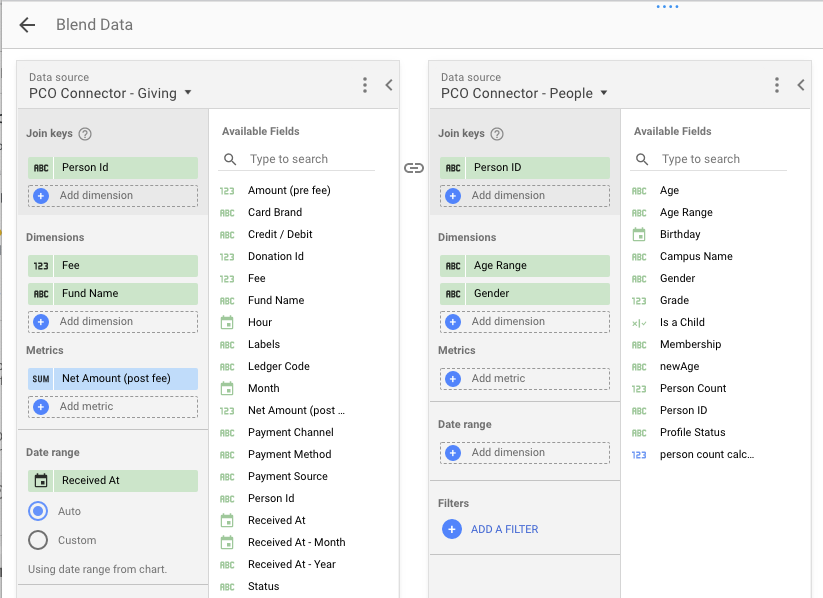 Blend Data
Data source
PCO Connector - Giving
Join keys
ABC Person Id
Add dimension
Dimensions
123 Fee
ABC Fund Name
Add dimension
Metrics
SUM Net Amount (post fee)
Add metric
Date range
Received At
Auto
Custom
Using date range from chart.
Available Fields
Type to search
123 Amount (pre fee)
ABC Card Brand
ABC Credit / Debit
123 Donation Id
123 Fee
ABC Fund Name
Hour
ABC Labels
ABC Ledger Code
Month
123 Net Amount (post ...
ABC Payment Channel
ABC Payment Method
ABC Payment Source
ABC Person Id
Received At
Received At - Month
ABC Received At - Year
ABC Status
Data source
PCO Connector - People
Join keys
ABC Person ID
Add dimension
Dimensions
ABC Age Range
ABC Gender
Add dimension
Metrics
Add metric
Date range
Add dimension
Filters
ADD A FILTER
Available Fields
Type to search
ABC Age
ABC Age Range
Birthday
ABC Campus Name
ABC Gender
123 Grade
Is a Child
ABC Membership
ABC newAge
123 Person Count
ABC Person ID
ABC Profile Status
123 person count calc...